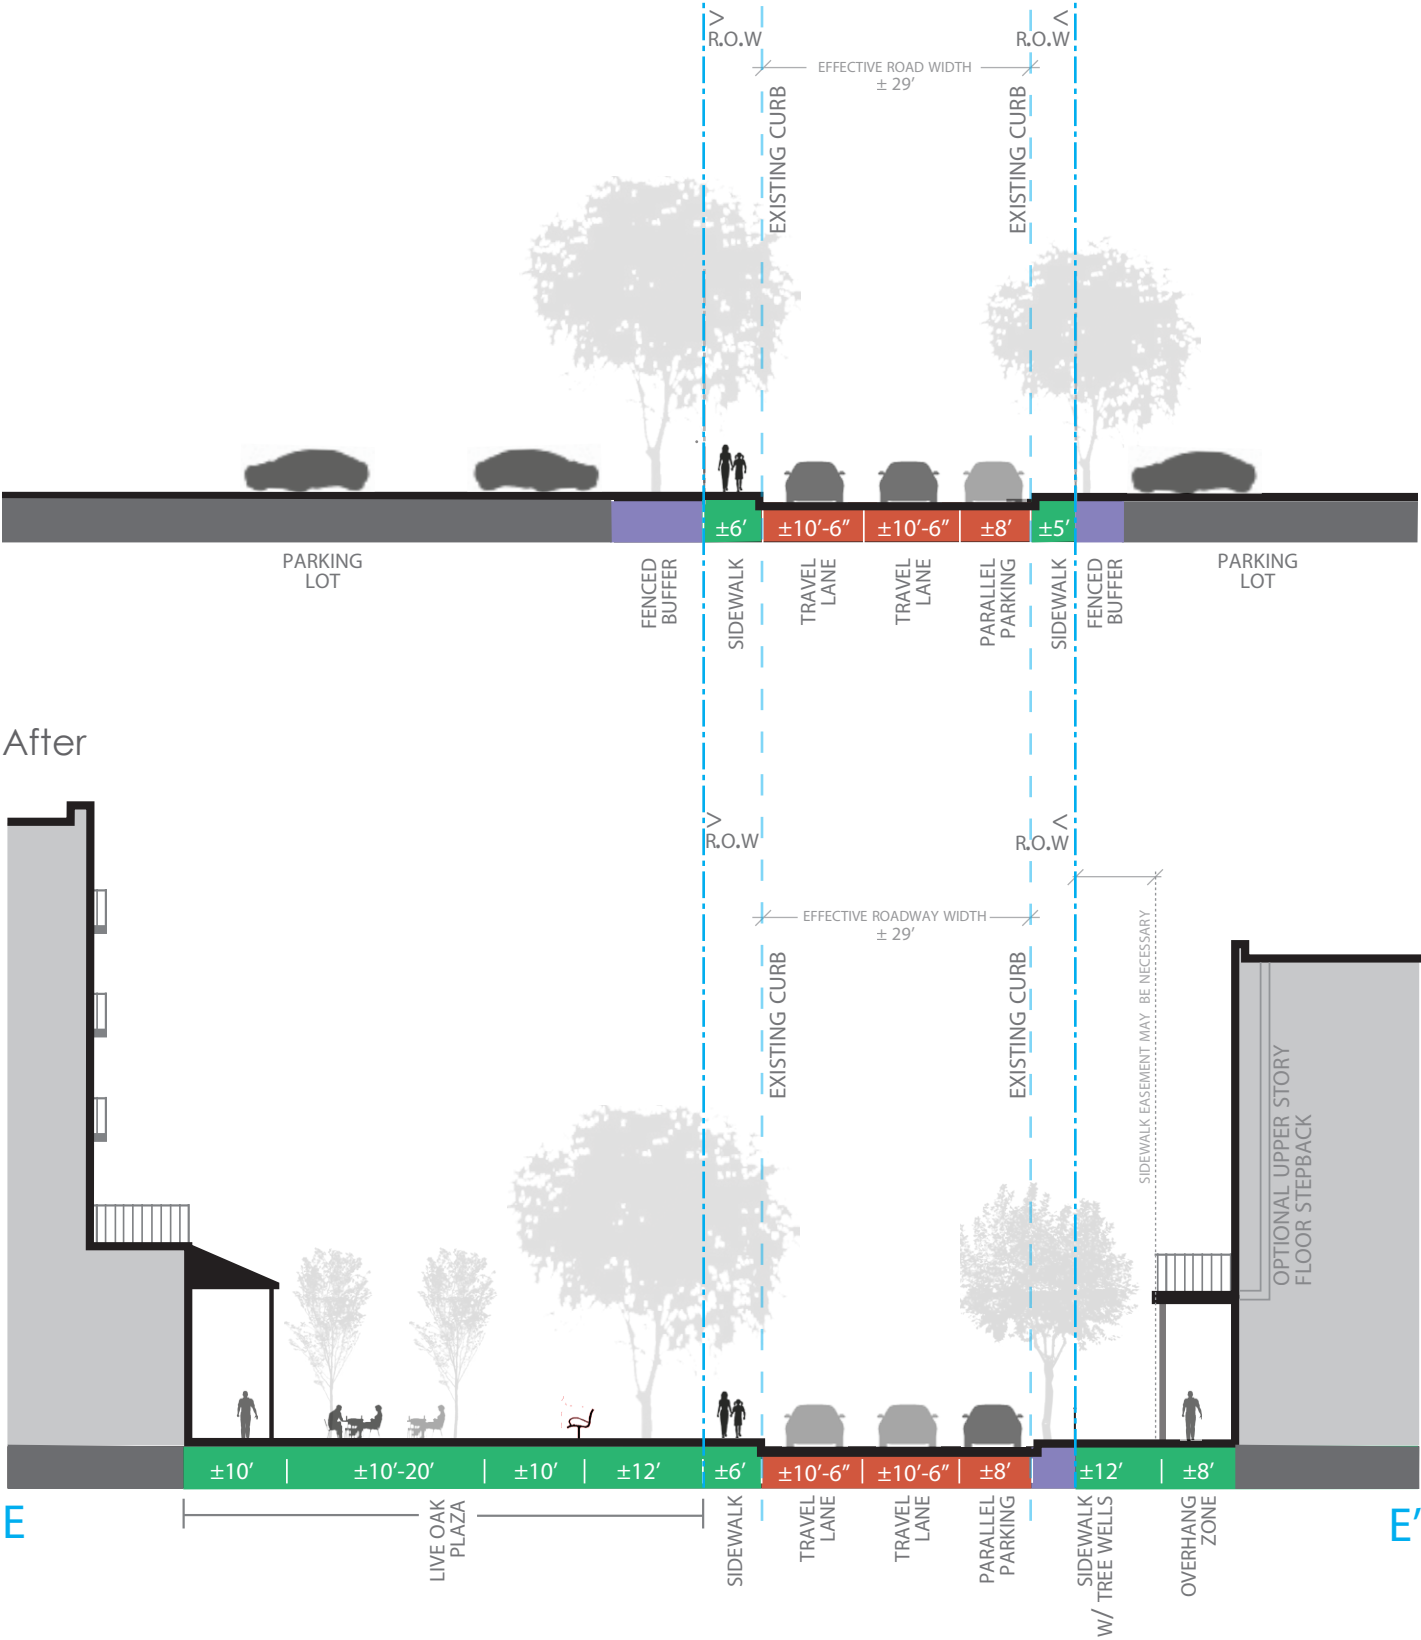 > <
R.O.W R.O.W
EFFECTIVE ROAD WIDTH
± 29’
EXISTING CURB
EXISTING CURB
±6’ ±10’-6” ±10’-6” ±8’ ±5’
PARKING
LOT
FENCED
BUFFER
SIDEWALK
TRAVEL
LANE
TRAVEL
LANE
PARALLEL
PARKING
SIDEWALK
FENCED
BUFFER
PARKING
LOT
After
> <
R.O.W R.O.W
EFFECTIVE ROADWAY WIDTH
± 29’
EXISTING CURB
EXISTING CURB
SIDEWALK EASEMENT MAY BE NECESSARY
OPTIONAL UPPER STORY
FLOOR STEPBACK
±10’ ±10’-20’ ±10’ ±12’ ±6’ ±10’-6” ±10’-6” ±8’ ±12’ ±8’
E
LIVE OAK
PLAZA
SIDEWALK
TRAVEL
LANE
TRAVEL
LANE
PARALLEL
PARKING
SIDEWALK
W/ TREE WELLS
OVERHANG
ZONE
E’